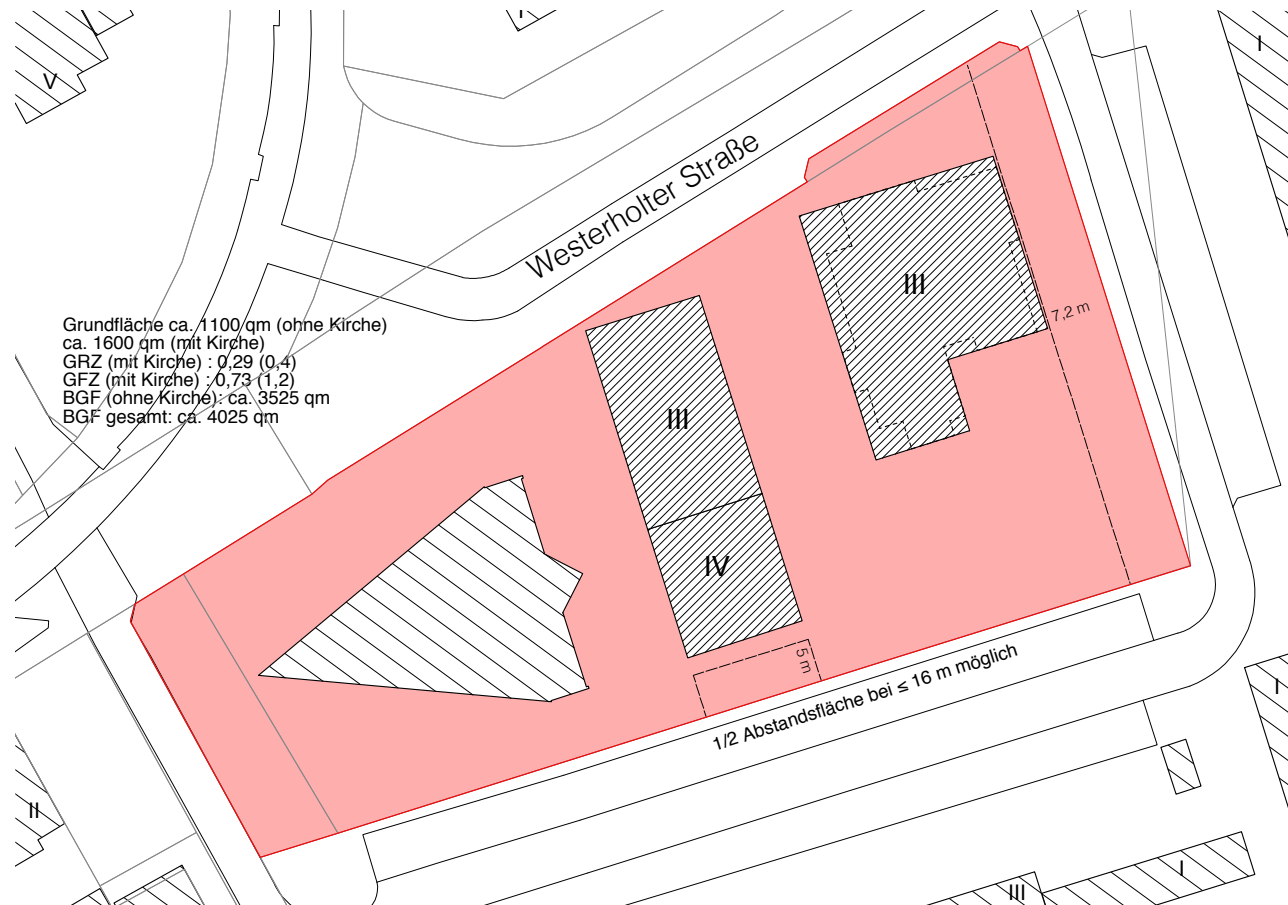 V
I
Westerholter Straße
III
7,2 m
Grundfläche ca. 1100 qm (ohne Kirche)
ca. 1600 qm (mit Kirche)
GRZ (mit Kirche) : 0,29 (0,4)
GFZ (mit Kirche) : 0,73 (1,2)
BGF (ohne Kirche): ca. 3525 qm
BGF gesamt: ca. 4025 qm
III
IV
5 m
1/2 Abstandsfläche bei ≤ 16 m möglich
I
II
I
III